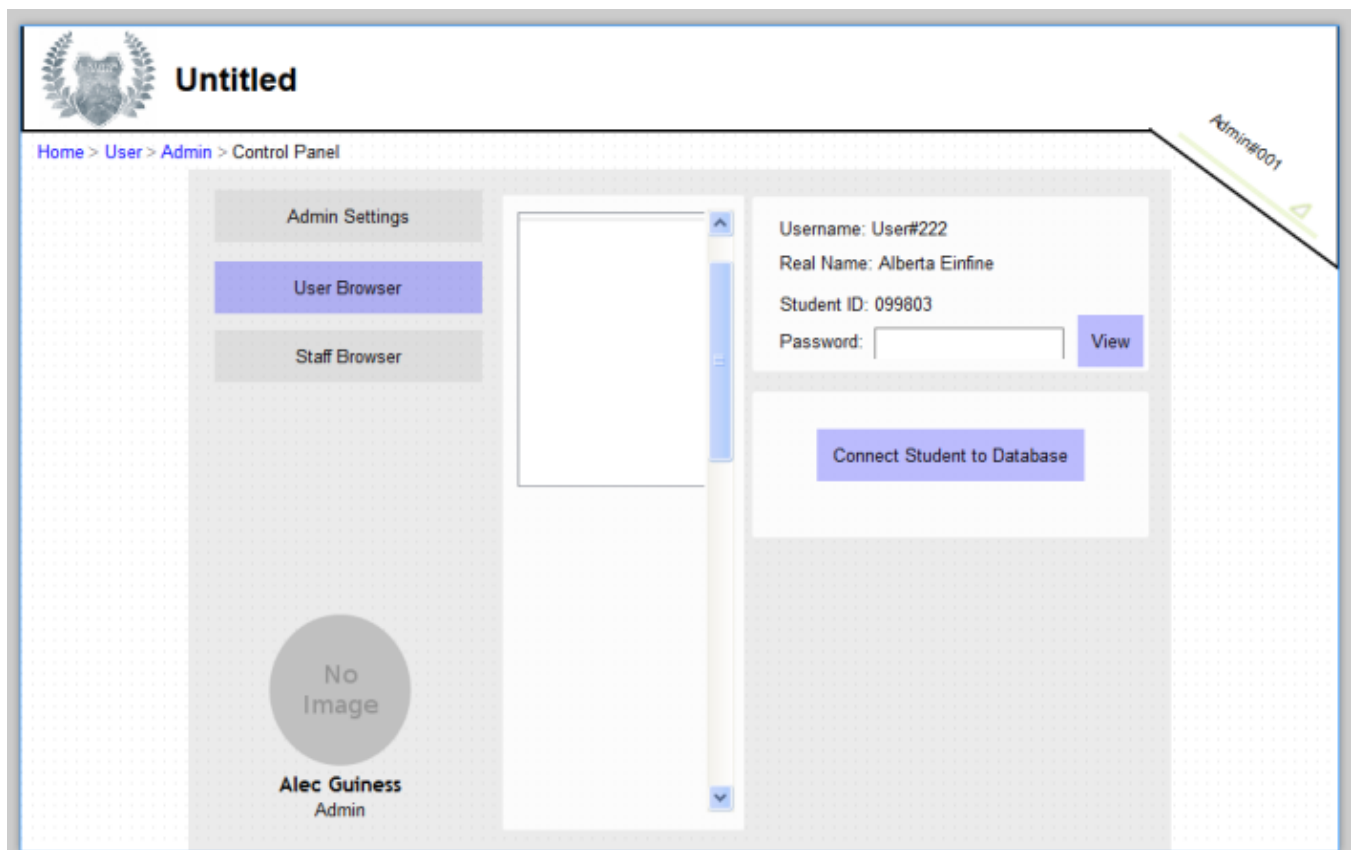 Untitled
Admin#001
Home > User > Admin > Control Panel
Admin Settings
User Browser
Staff Browser
Username: User#222
Real Name: Alberta Einfine
Student ID: 099803
Password:
View
Connect Student to Database
No
Image
Alec Guiness
Admin